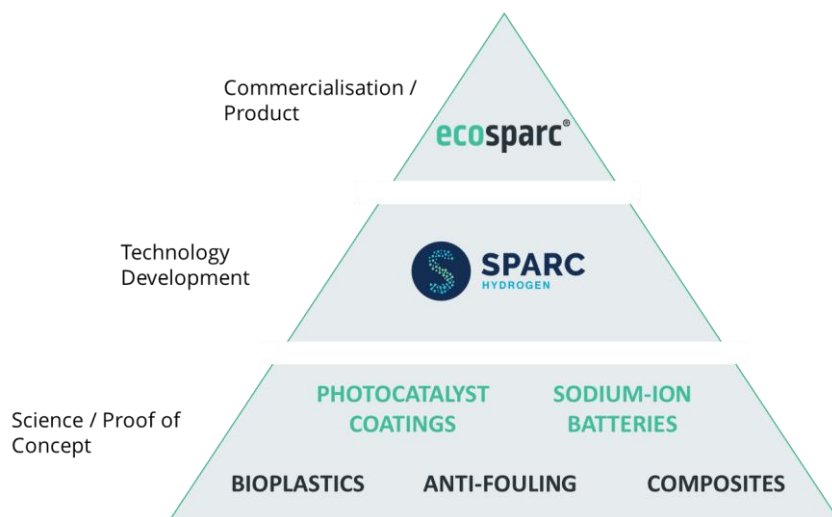 Commercialisation /
Product
ecosparc®
Technology
Development
SPARC
HYDROGEN
Science / Proof of
Concept
PHOTOCATALYST
COATINGS
SODIUM-ION
BATTERIES
BIOPLASTICS
ANTI-FOULING
COMPOSITES